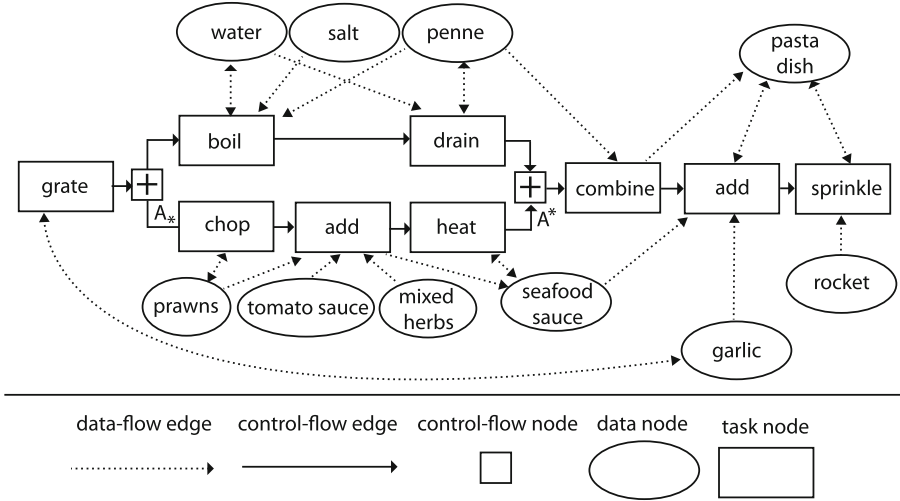 water
salt
penne
pasta
dish
boil
drain
grate
+
+
combine
add
sprinkle
A*
A*
chop
add
heat
prawns
tomato sauce
mixed
herbs
seafood
sauce
rocket
garlic
data-flow edge
control-flow edge
control-flow node
data node
task node